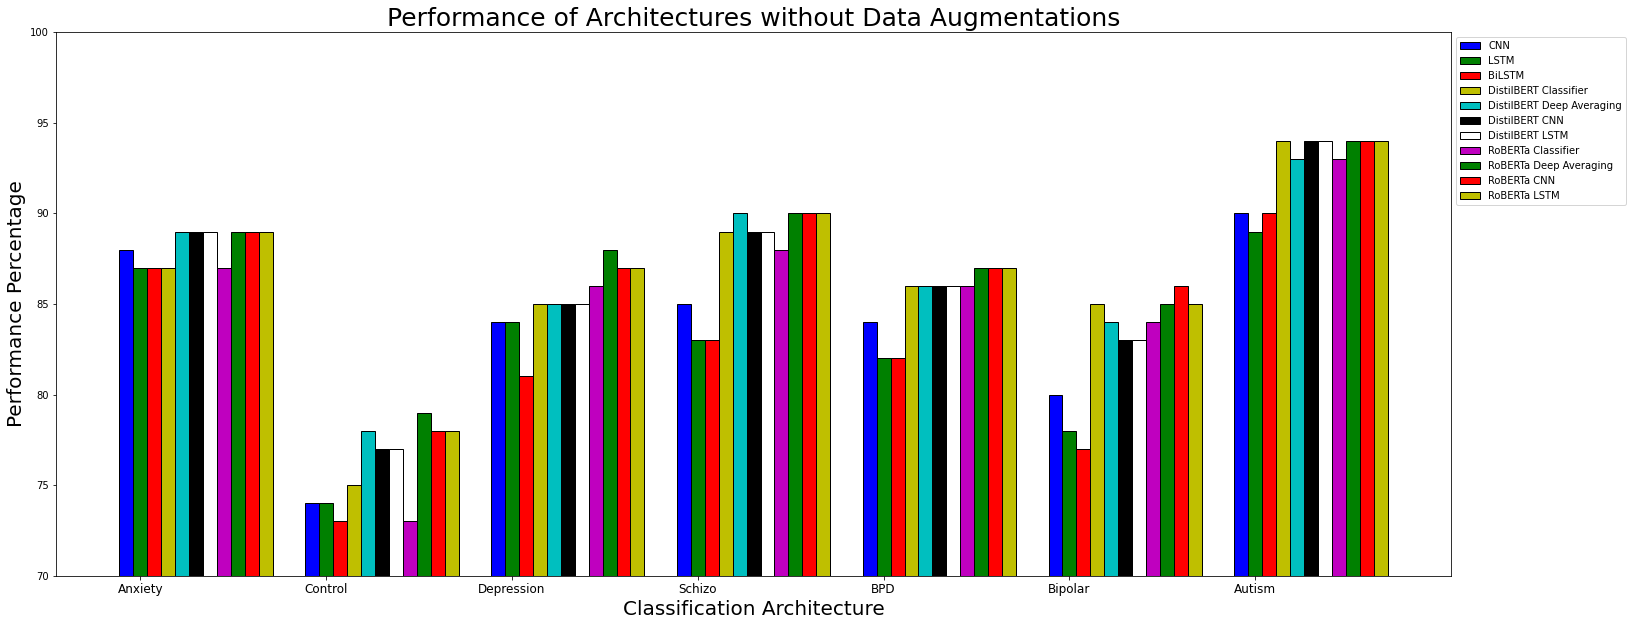 Performance of Architectures without Data Augmentations
100
95
90
85
80
75
70
Performance Percentage
Anxiety
Control
Depression
Schizo
BPD
Bipolar
Autism
Classification Architecture
CNN
LSTM
BiLSTM
DistilBERT Classifier
DistilBERT Deep Averaging
DistilBERT CNN
DistilBERT LSTM
RoBERTa Classifier
RoBERTa Deep Averaging
RoBERTa CNN
RoBERTa LSTM